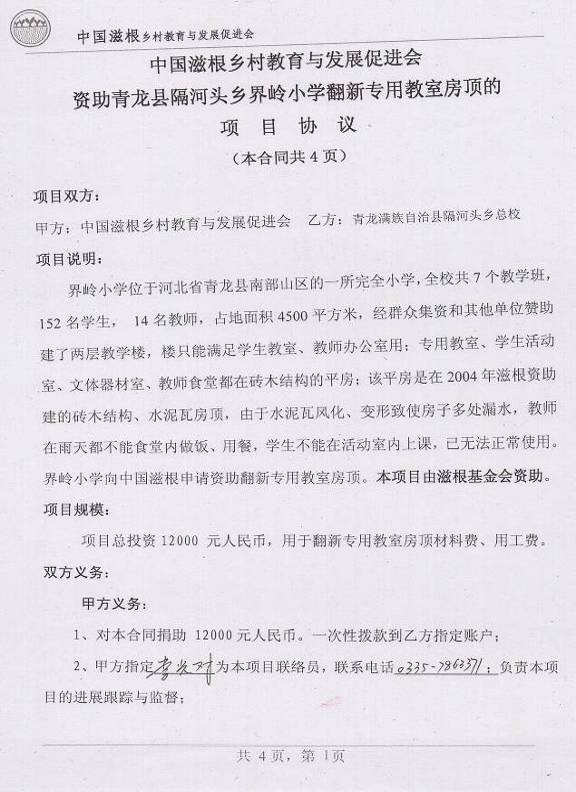 中国滋根乡村教育与发展促进会
中国滋根乡村教育与发展促进会
资助青龙县隔河头乡界岭小学翻新专用教室房顶的
项 目 协 议
（本合同共 4 页）
项目双方：
甲方：中国滋根乡村教育与发展促进会 乙方：青龙满族自治县隔河头乡总校
项目说明：
界岭小学位于河北省青龙县南部山区的一所完全小学，全校共 7 个教学班，
152 名学生， 14 名教师，占地面积 4500 平方米，经群众集资和其他单位赞助
建了两层教学楼，楼只能满足学生教室、教师办公室用；专用教室、学生活动
室、文体器材室、教师食堂都在砖木结构的平房；该平房是在 2004 年滋根资助
建的砖木结构、水泥瓦房顶，由于水泥瓦风化、变形致使房子多处漏水，教师
在雨天都不能食堂内做饭、用餐，学生不能在活动室内上课，已无法正常使用。
界岭小学向中国滋根申请资助翻新专用教室房顶。本项目由滋根基金会资助。
项目规模：
项目总投资 12000 元人民币，用于翻新专用教室房顶材料费、用工费。
双方义务：
甲方义务：
1、对本合同捐助 12000 元人民币。一次性拨款到乙方指定账户；
2、甲方指定为本项目联络员，联系电话 0335-7863371；负责本项
目的进展跟踪与监督；
共 4 页，第 1页